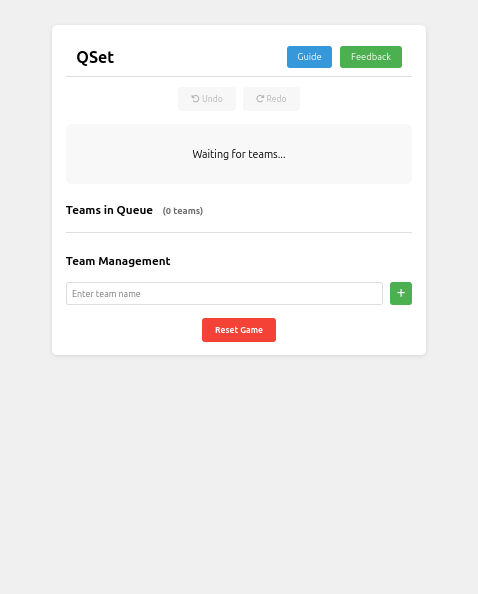 QSet
Guide
Feedback
Undo
Redo
Waiting for teams...
Teams in Queue (0 teams)
Team Management
Enter team name
+
Reset Game